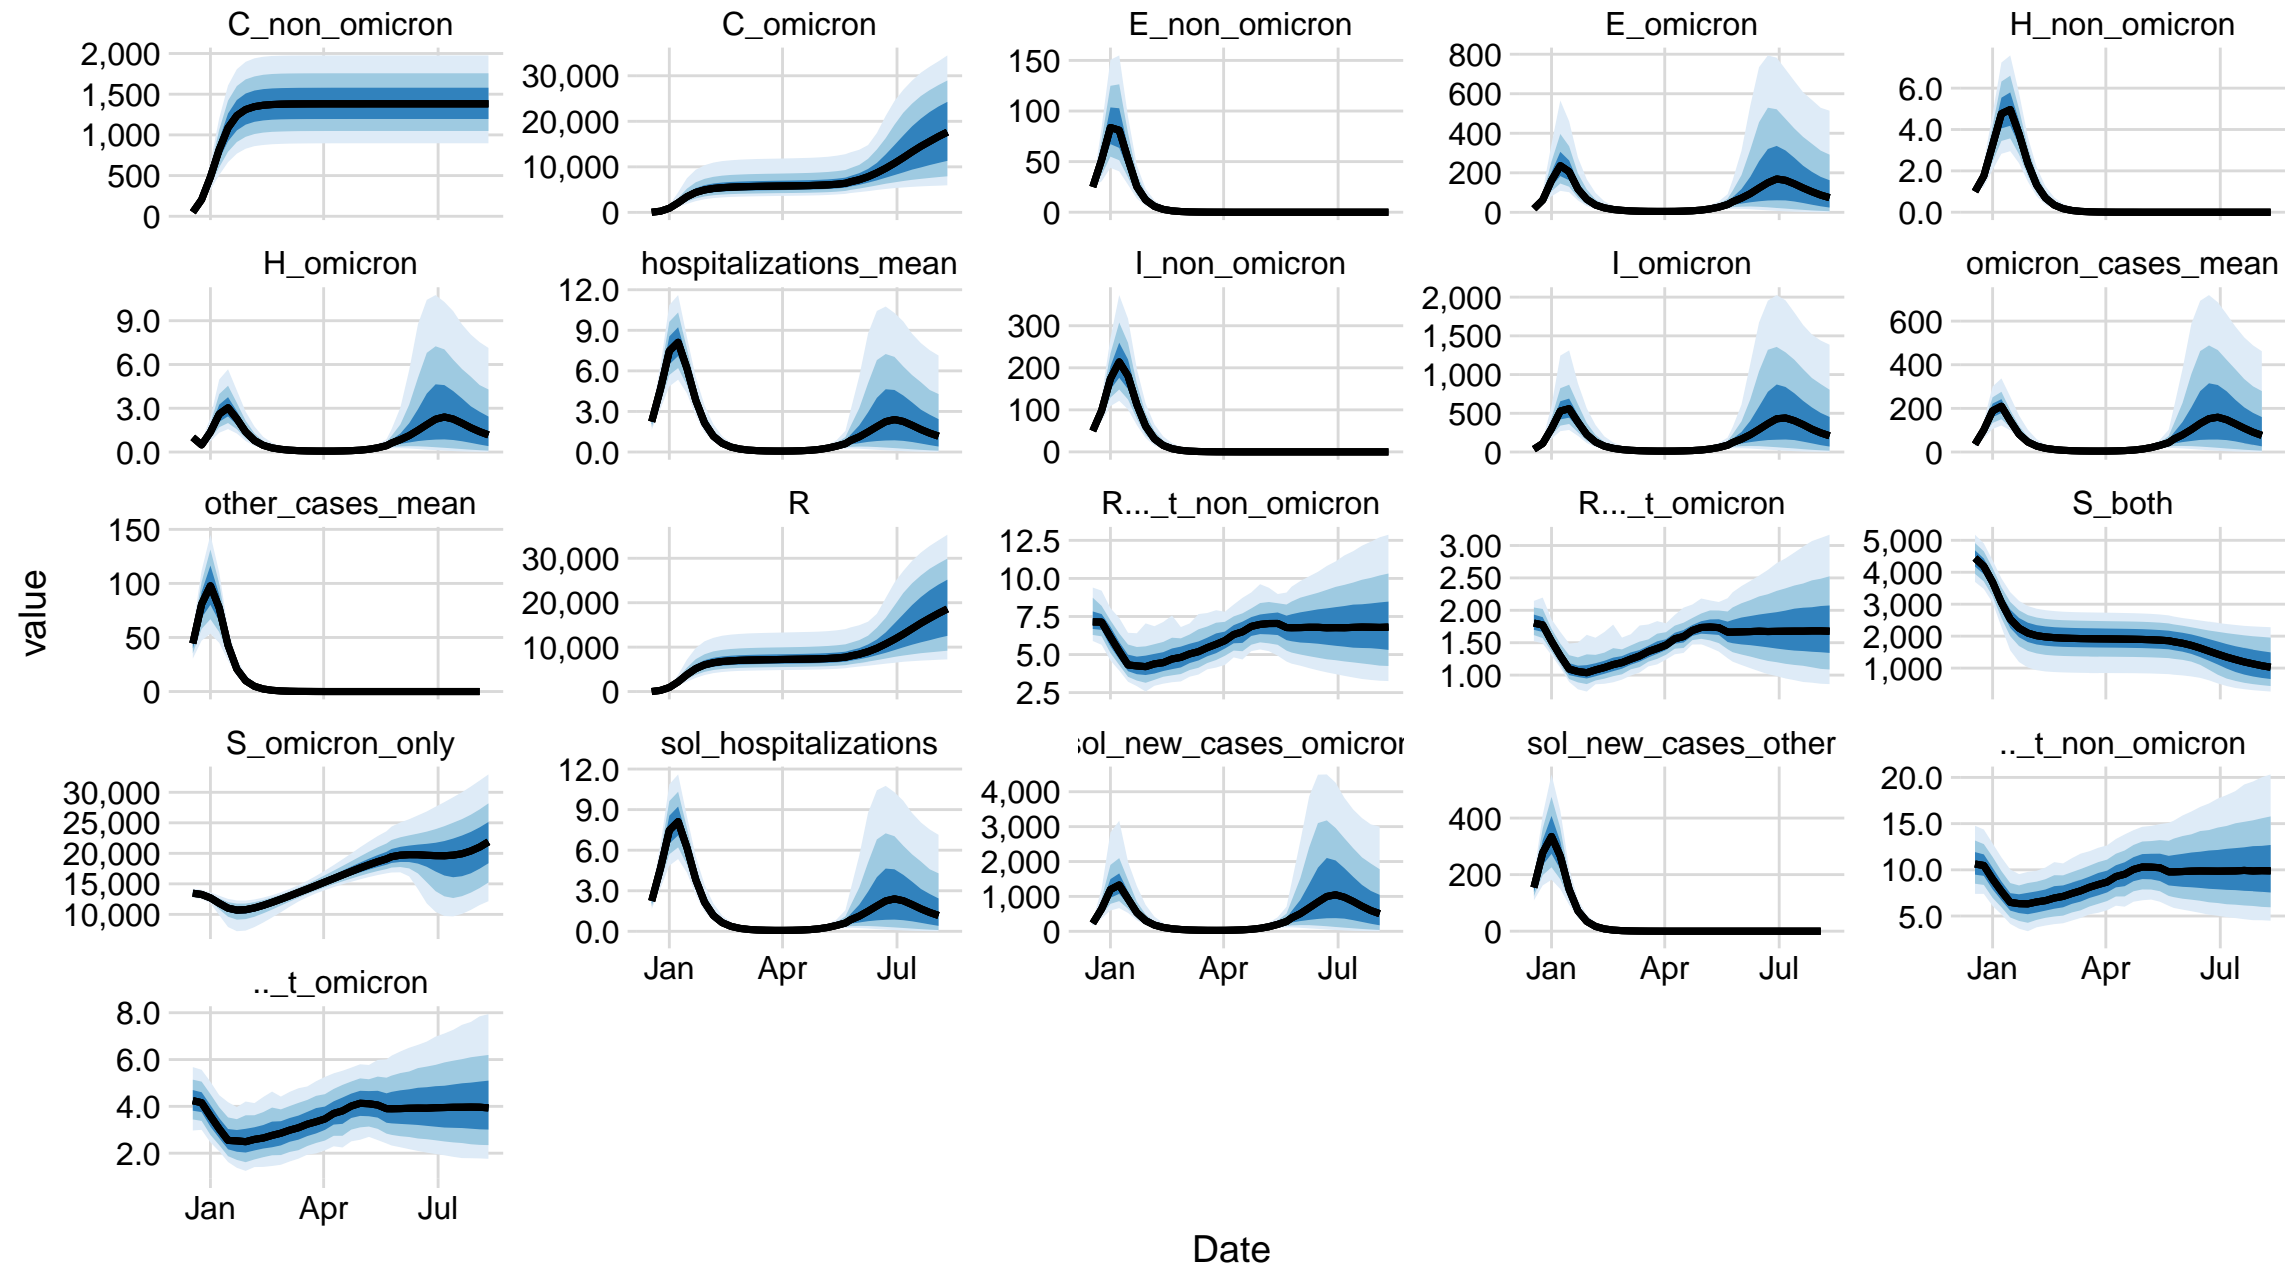 C_non_omicron C_omicron E_non_omicron E_omicron H_non_omicron
2,000 1,500 1,000 500 0
30,000 20,000 10,000 0
150 100 50 0
800 600 400 200 0
6.0 4.0 2.0 0.0
H_omicron hospitalizations_mean I_non_omicron I_omicron omicron_cases_mean
9.0 6.0 3.0 0.0
12.0 9.0 6.0 3.0 0.0
300 200 100 0
2,000 1,500 1,000 500 0
600 400 200 0
other_cases_mean R R..._t_non_omicron R..._t_omicron S_both
150 100 50 0
30,000 20,000 10,000 0
12.5 10.0 7.5 5.0 2.5
3.00 2.50 2.00 1.50 1.00
5,000 4,000 3,000 2,000 1,000
value
S_omicron_only sol_hospitalizations sol_new_cases_omicron sol_new_cases_other .._t_non_omicron
30,000 25,000 20,000 15,000 10,000
12.0 9.0 6.0 3.0 0.0
4,000 3,000 2,000 1,000 0
400 200 0
20.0 15.0 10.0 5.0
Jan Apr Jul Jan Apr Jul Jan Apr Jul Jan Apr Jul
.._t_omicron
8.0 6.0 4.0 2.0
Jan Apr Jul
Date